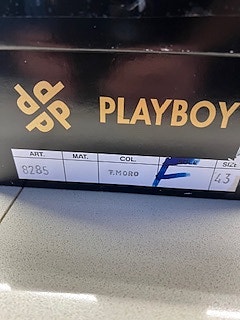 PLAYBOY
ART. MAT. COL. SIZE
8285 T.MORO F 43